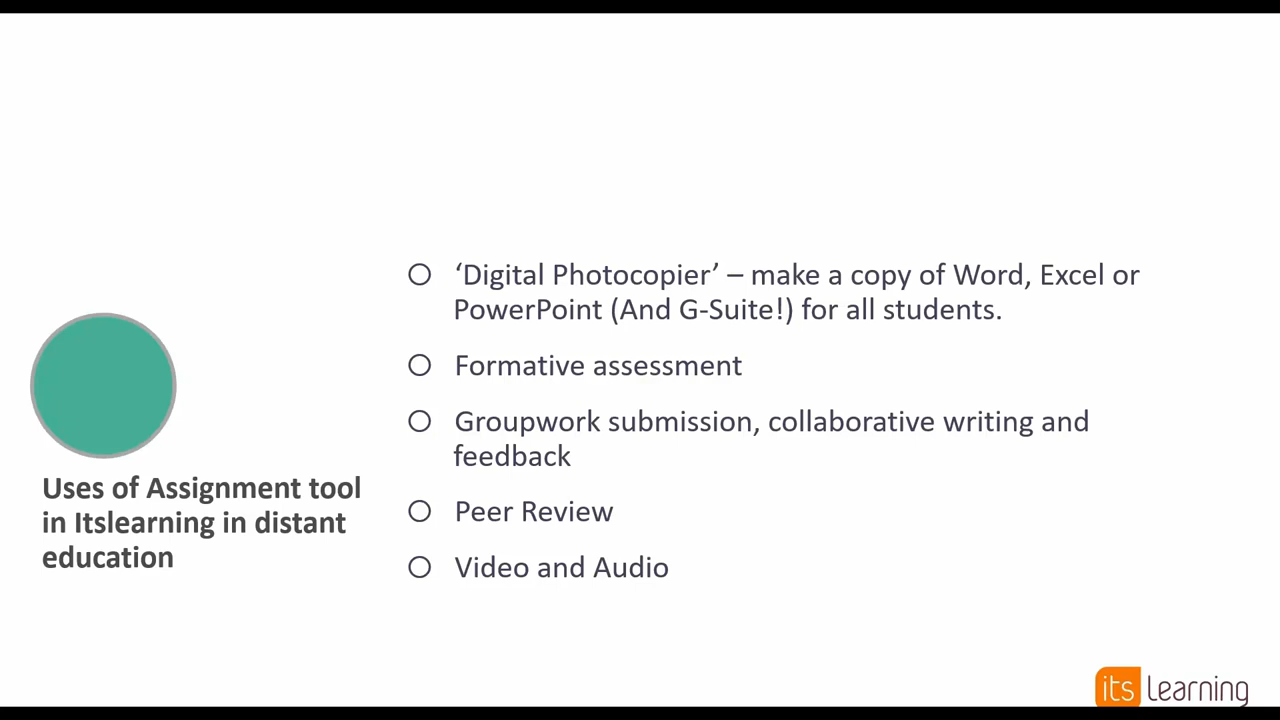 ‘Digital Photocopier’ – make a copy of Word, Excel or
PowerPoint (And G-Suite!) for all students.
Formative assessment
Groupwork submission, collaborative writing and
feedback
Peer Review
Video and Audio
Uses of Assignment tool
in Itslearning in distant
education
its learning